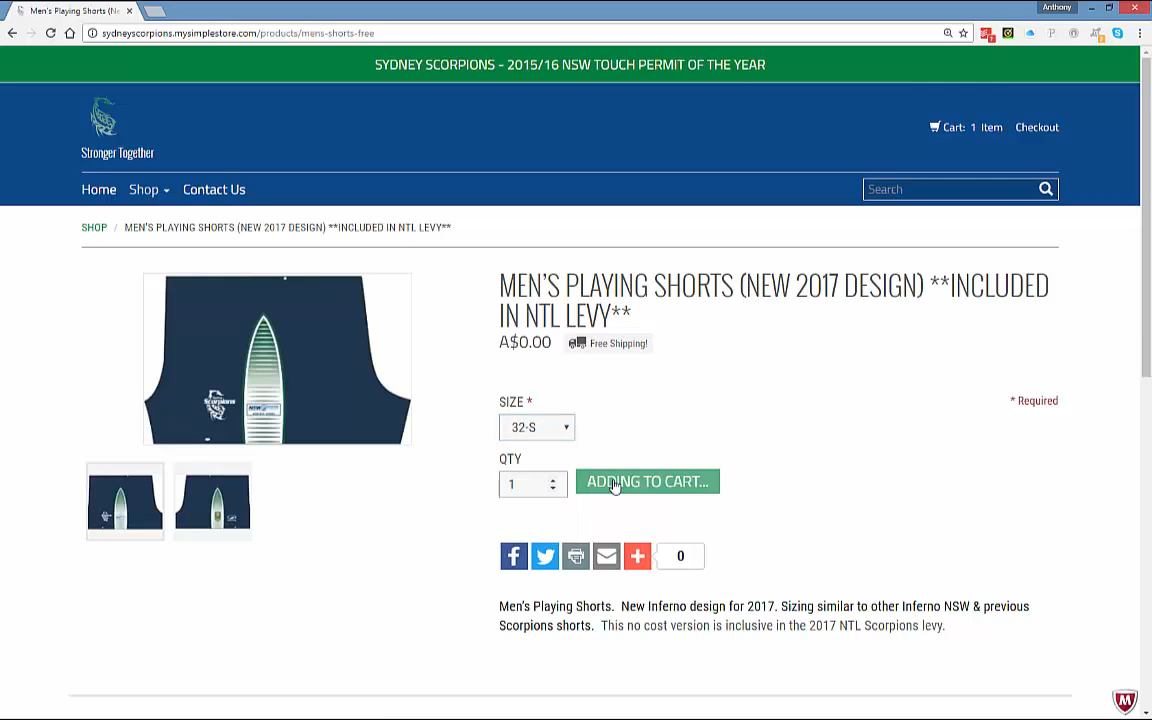 Men's Playing Shorts (Ne
Anthony
sydneyscorpions.mysimplestore.com/products/mens-shorts-free
SYDNEY SCORPIONS - 2015/16 NSW TOUCH PERMIT OF THE YEAR
Stronger Together
Cart: 1 Item Checkout
Home Shop Contact Us
Search
SHOP / MEN'S PLAYING SHORTS (NEW 2017 DESIGN) **INCLUDED IN NTL LEVY**
MEN'S PLAYING SHORTS (NEW 2017 DESIGN) **INCLUDED
IN NTL LEVY**
A$0.00 Free Shipping!
SIZE *
* Required
32-S
QTY
1
ADDING TO CART...
Scorpions
NSW
0
Men's Playing Shorts. New Inferno design for 2017. Sizing similar to other Inferno NSW & previous
Scorpions shorts. This no cost version is inclusive in the 2017 NTL Scorpions levy.